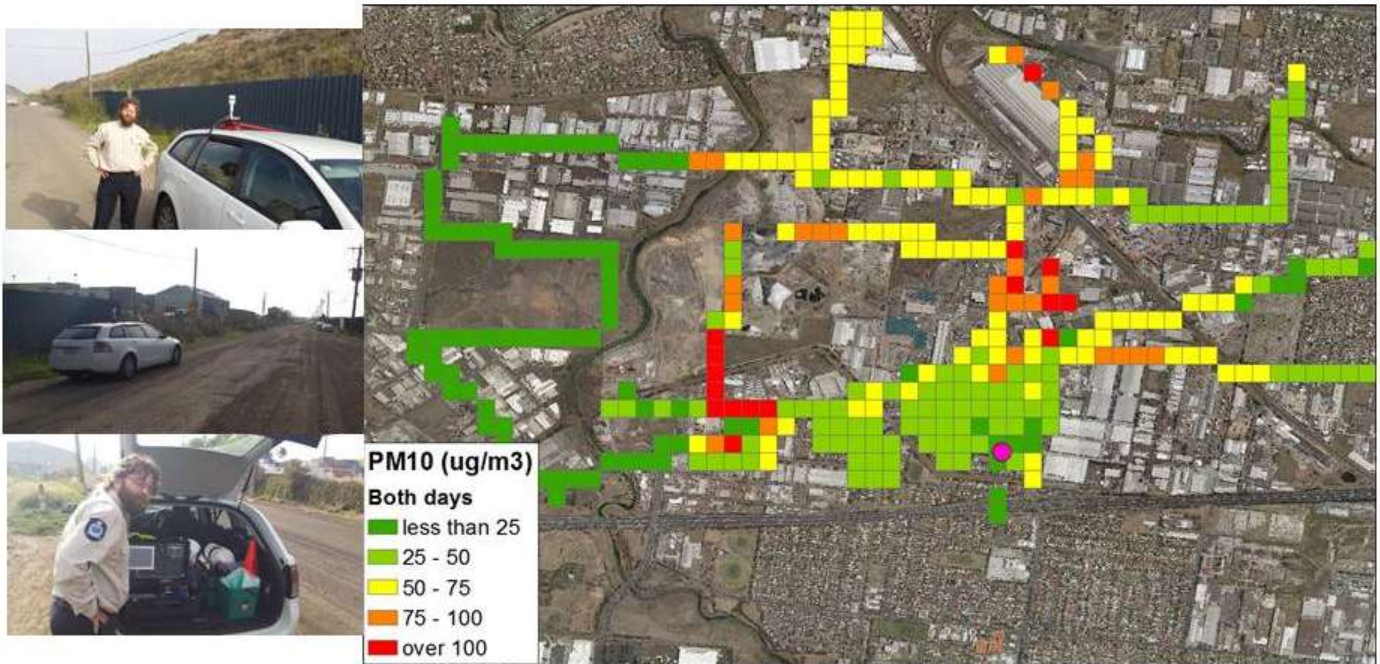 PM10 (ug/m3)
Both days
less than 25
25 - 50
50 - 75
75 - 100
over 100